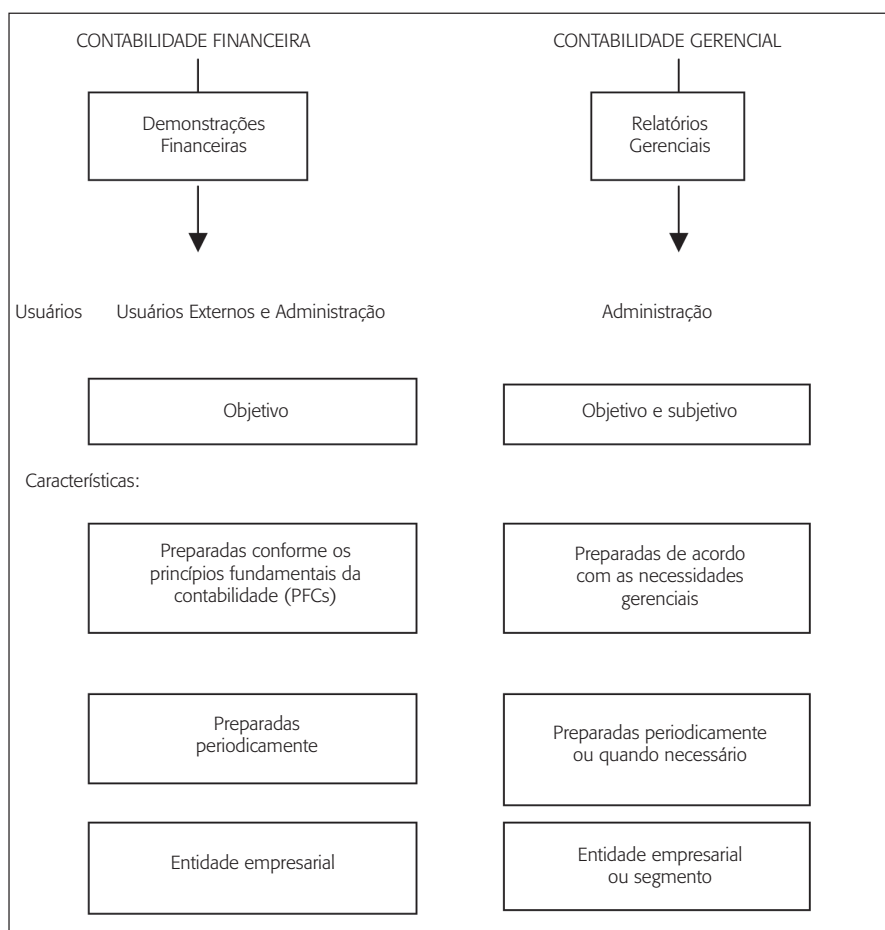 CONTABILIDADE FINANCEIRA
CONTABILIDADE GERENCIAL
Demonstrações
Financeiras
Relatórios
Gerenciais
Usuários
Usuários Externos e Administração
Administração
Objetivo
Objetivo e subjetivo
Características:
Preparadas conforme os
princípios fundamentais da
contabilidade (PFCs)
Preparadas de acordo
com as necessidades
gerenciais
Preparadas
periodicamente
Preparadas periodicamente
ou quando necessário
Entidade empresarial
Entidade empresarial
ou segmento